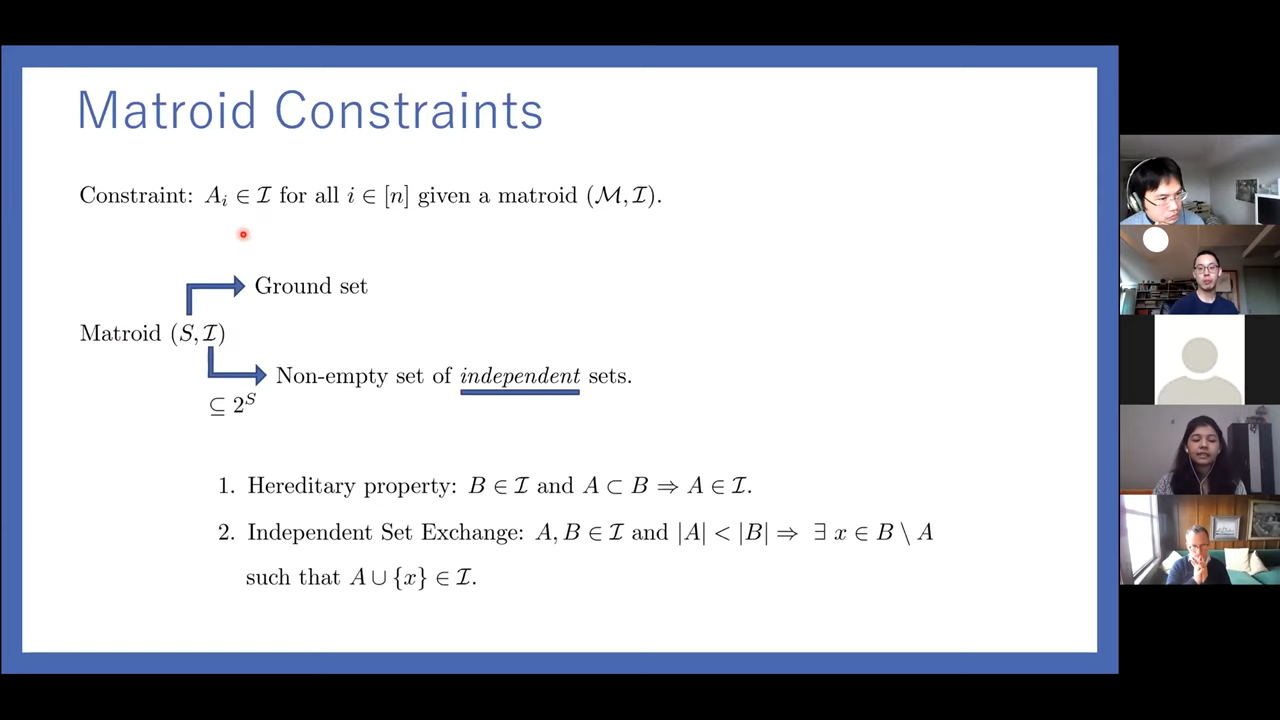 Matroid Constraints
Constraint: Aᵢ ∈ ℐ for all i ∈ [n] given a matroid (ℳ, ℐ).
Ground set
Matroid (S, ℐ)
Non-empty set of independent sets.
⊆ 2ˢ
1. Hereditary property: B ∈ ℐ and A ⊂ B ⇒ A ∈ ℐ.
2. Independent Set Exchange: A, B ∈ ℐ and |A| < |B| ⇒ ∃ x ∈ B \ A
such that A ∪ {x} ∈ ℐ.